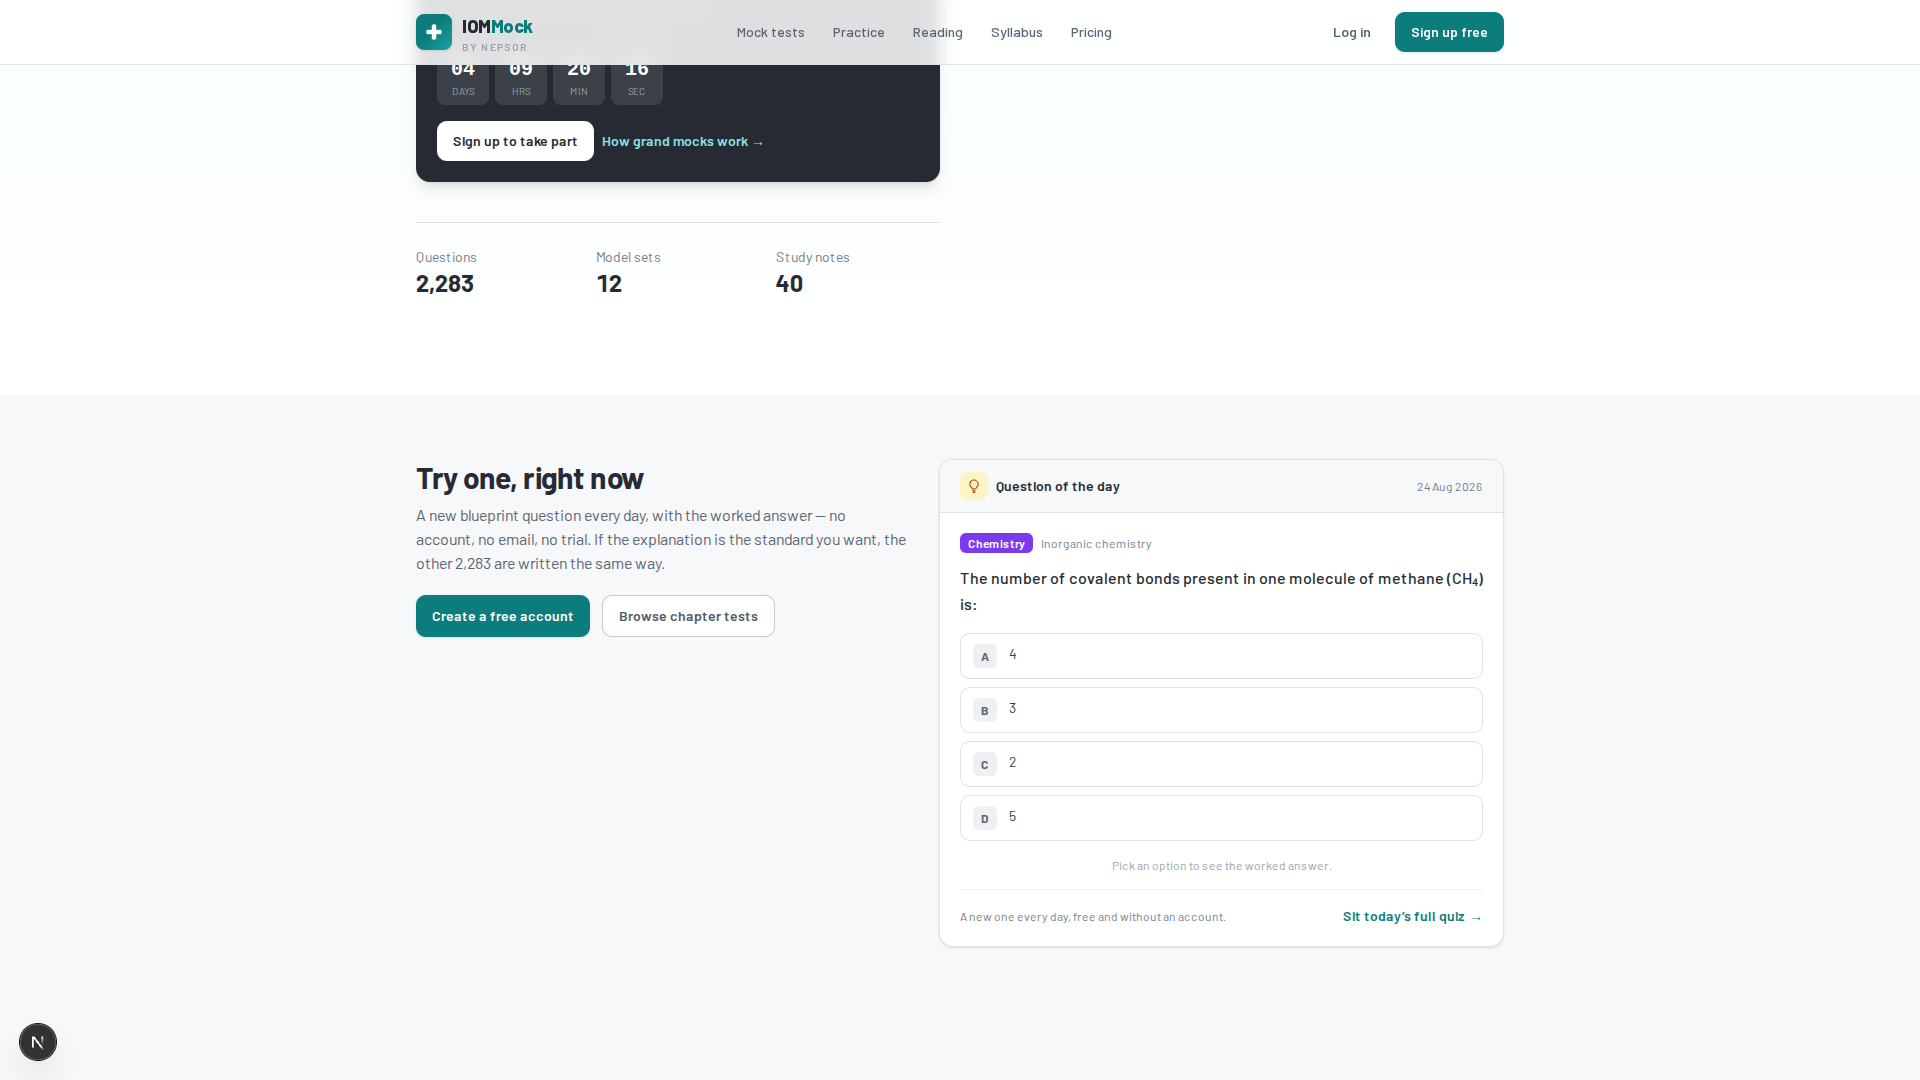 IOMMock
BY NEPSOR
Mock tests
Practice
Reading
Syllabus
Pricing
Log in
Sign up free
04 09 20 16
DAYS HRS MIN SEC
Sign up to take part
How grand mocks work →
Questions
2,283
Model sets
12
Study notes
40
Try one, right now
A new blueprint question every day, with the worked answer — no
account, no email, no trial. If the explanation is the standard you want, the
other 2,283 are written the same way.
Create a free account
Browse chapter tests
Question of the day
24 Aug 2026
Chemistry
Inorganic chemistry
The number of covalent bonds present in one molecule of methane (CH₄)
is:
A 4
B 3
C 2
D 5
Pick an option to see the worked answer.
A new one every day, free and without an account.
Sit today’s full quiz →
N